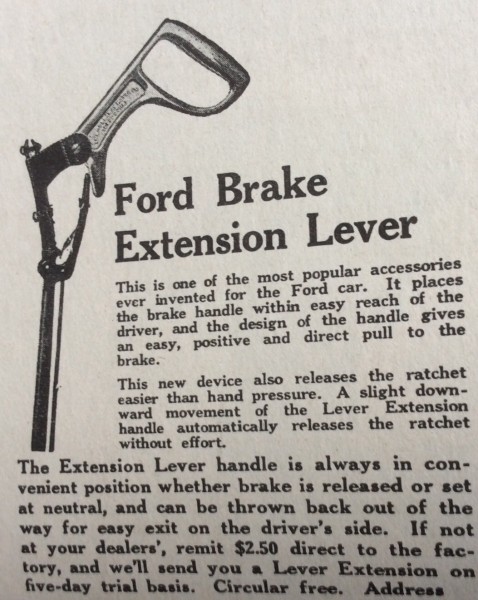 Ford Brake
Extension Lever
This is one of the most popular accessories
ever invented for the Ford car. It places
the brake handle within easy reach of the
driver, and the design of the handle gives
an easy, positive and direct pull to the
brake.
This new device also releases the ratchet
easier than hand pressure. A slight down-
ward movement of the Lever Extension
handle automatically releases the ratchet
without effort.
The Extension Lever handle is always in con-
venient position whether brake is released or set
at neutral, and can be thrown back out of the
way for easy exit on the driver's side. If not
at your dealers', remit $2.50 direct to the fac-
tory, and we'll send you a Lever Extension on
five-day trial basis. Circular free. Address